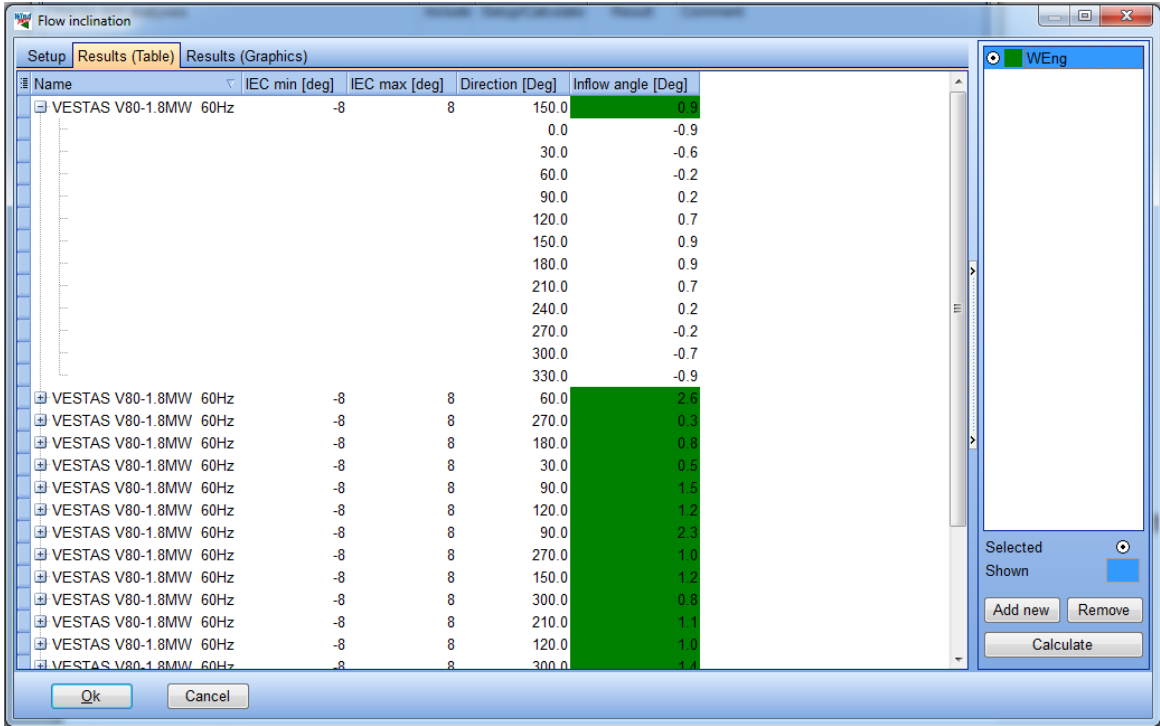 Flow inclination
Setup Results (Table) Results (Graphics)
Name IEC min [deg] IEC max [deg] Direction [Deg] Inflow angle [Deg]
VESTAS V80-1.8MW 60Hz -8 8 150.0 0.9
0.0 -0.9
30.0 -0.6
60.0 -0.2
90.0 0.2
120.0 0.7
150.0 0.9
180.0 0.9
210.0 0.7
240.0 0.2
270.0 -0.2
300.0 -0.7
330.0 -0.9
VESTAS V80-1.8MW 60Hz -8 8 60.0 2.6
VESTAS V80-1.8MW 60Hz -8 8 270.0 0.3
VESTAS V80-1.8MW 60Hz -8 8 180.0 0.8
VESTAS V80-1.8MW 60Hz -8 8 30.0 0.5
VESTAS V80-1.8MW 60Hz -8 8 90.0 1.5
VESTAS V80-1.8MW 60Hz -8 8 120.0 1.2
VESTAS V80-1.8MW 60Hz -8 8 90.0 2.3
VESTAS V80-1.8MW 60Hz -8 8 270.0 1.0
VESTAS V80-1.8MW 60Hz -8 8 150.0 1.2
VESTAS V80-1.8MW 60Hz -8 8 300.0 0.8
VESTAS V80-1.8MW 60Hz -8 8 210.0 1.1
VESTAS V80-1.8MW 60Hz -8 8 120.0 1.0
VESTAS V80-1.8MW 60Hz -8 8 300.0 1.4
WEng
Selected
Shown
Add new Remove
Calculate
Ok Cancel